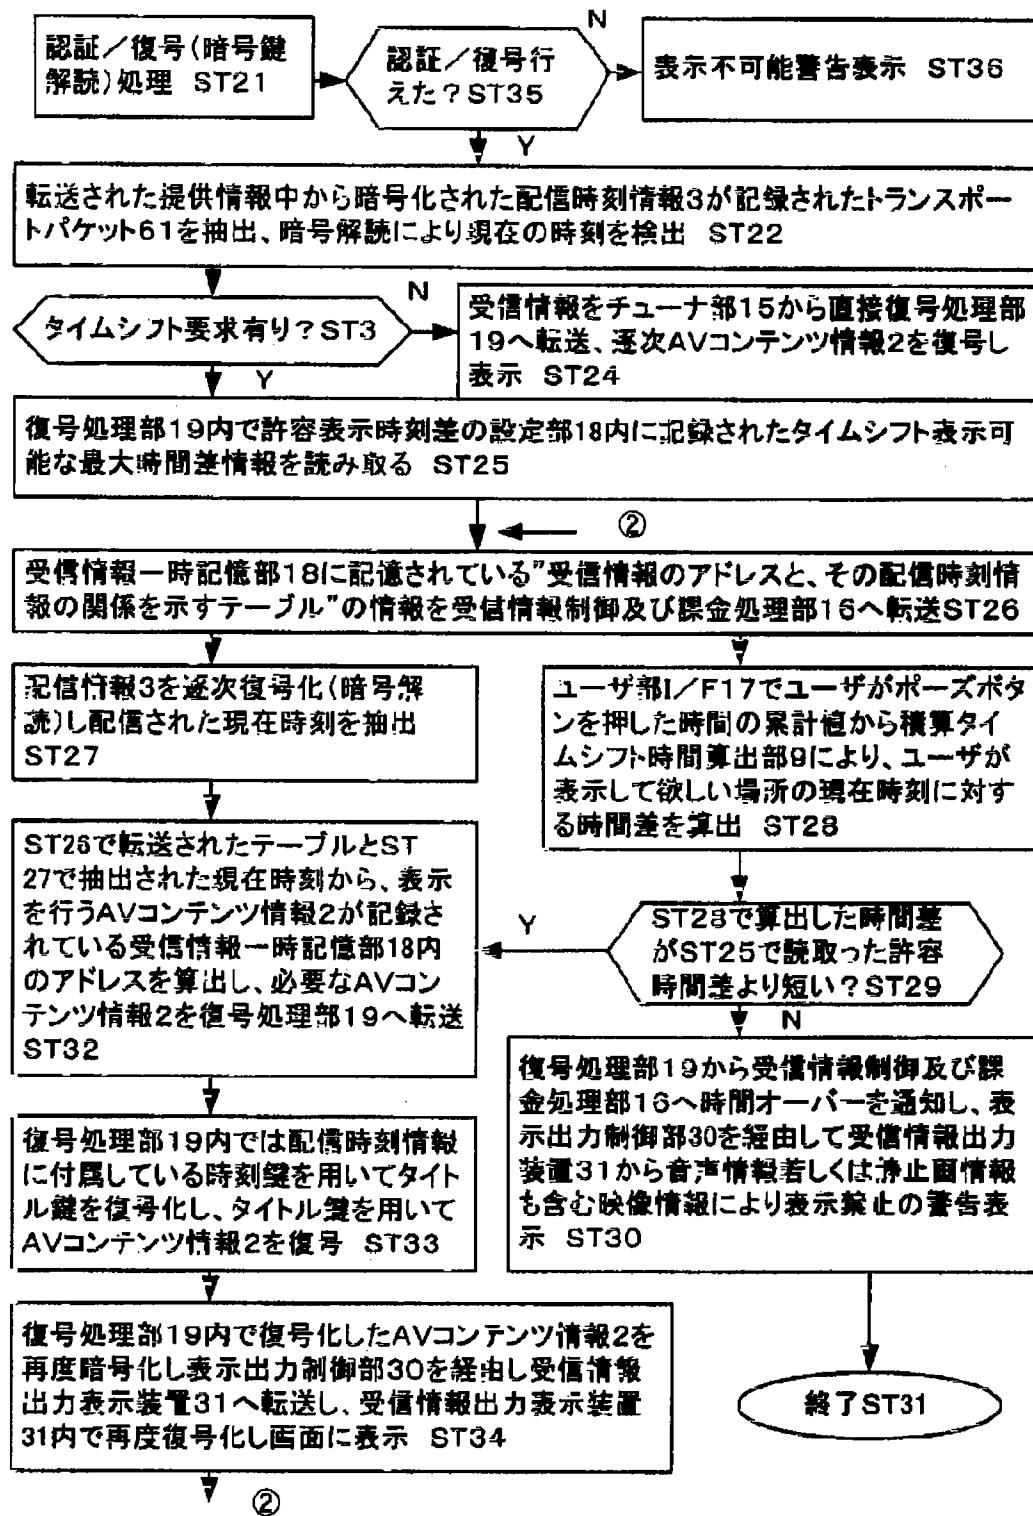 認証／復号(暗号鍵
解読)処理 ST21
認証／復号行
えた？ST35
N
表示不可能警告表示 ST36
Y
転送された提供情報中から暗号化された配信時刻情報3が記録されたトランスポー
トパケット61を抽出、暗号解読により現在の時刻を検出 ST22
タイムシフト要求有り？ST3
N
受信情報をチューナ部15から直接復号処理部
19へ転送、逐次AVコンテンツ情報2を復号し
表示 ST24
Y
復号処理部19内で許容表示時刻差の設定部18内に記録されたタイムシフト表示可
能な最大時間差情報を読み取る ST25
②
受信情報一時記憶部18に記憶されている”受信情報のアドレスと、その配信時刻情
報の関係を示すテーブル”の情報を受信情報制御及び課金処理部16へ転送ST26
配信情報3を逐次復号化(暗号解
読)し配信された現在時刻を抽出
ST27
ユーザ部I／F17でユーザがポーズボタ
ンを押した時間の累計値から積算タイ
ムシフト時間算出部9により、ユーザが
表示して欲しい場所の現在時刻に対す
る時間差を算出 ST28
ST26で転送されたテーブルとST
27で抽出された現在時刻から、表示
を行うAVコンテンツ情報2が記録さ
れている受信情報一時記憶部18内
のアドレスを算出し、必要なAVコン
テンツ情報2を復号処理部19へ転送
ST32
Y
ST28で算出した時間差
がST25で読取った許容
時間差より短い？ST29
N
復号処理部19から受信情報制御及び課
金処理部16へ時間オーバーを通知し、表
示出力制御部30を経由して受信情報出力
装置31から音声情報若しくは静止画情報
も含む映像情報により表示禁止の警告表
示 ST30
復号処理部19内では配信時刻情報
に付属している時刻鍵を用いてタイト
ル鍵を復号化し、タイトル鍵を用いて
AVコンテンツ情報2を復号 ST33
復号処理部19内で復号化したAVコンテンツ情報2を
再度暗号化し表示出力制御部30を経由し受信情報
出力表示装置31へ転送し、受信情報出力表示装置
31内で再度復号化し画面に表示 ST34
終了ST31
②